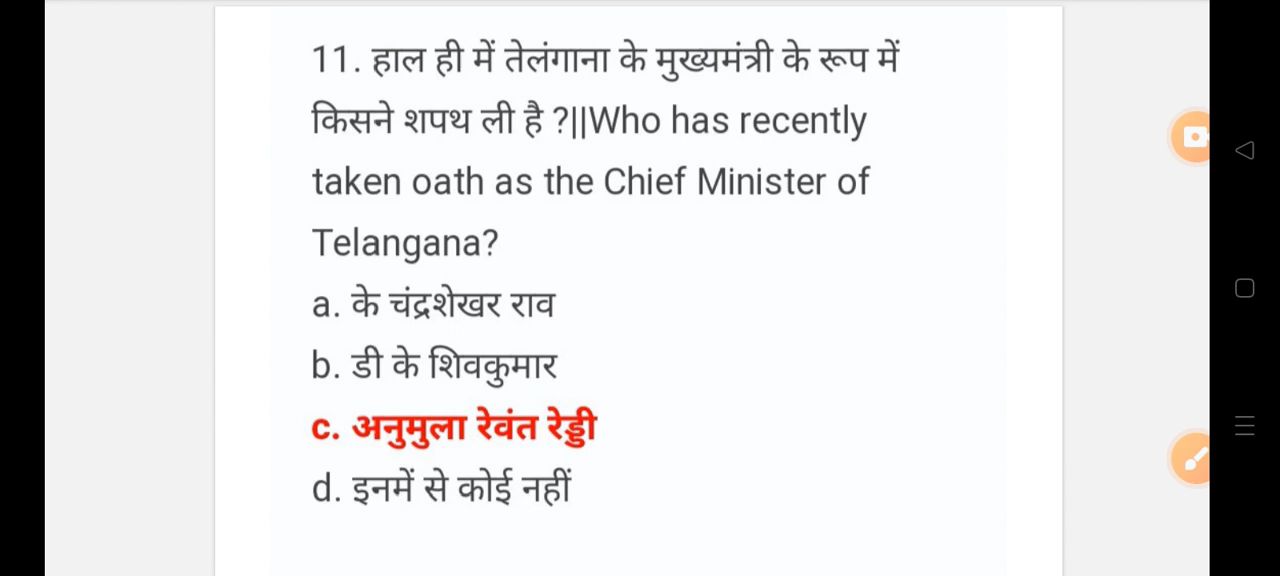 11. हाल ही में तेलंगाना के मुख्यमंत्री के रूप में
किसने शपथ ली है ?||Who has recently
taken oath as the Chief Minister of
Telangana?
a. के चंद्रशेखर राव
b. डी के शिवकुमार
c. अनुमुला रेवंत रेड्डी
d. इनमें से कोई नहीं